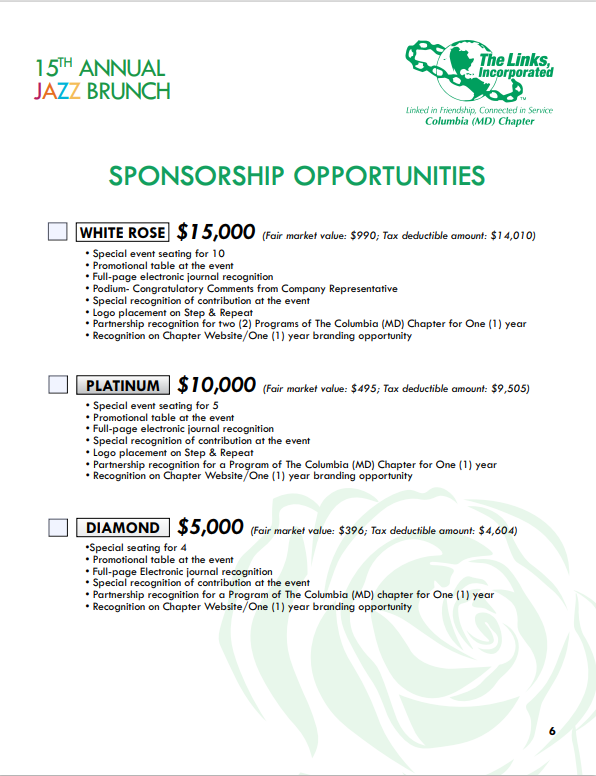 15TH ANNUAL
JAZZ BRUNCH
The Links,
Incorporated
TM
Linked in Friendship, Connected in Service
Columbia (MD) Chapter
SPONSORSHIP OPPORTUNITIES
WHITE ROSE $15,000 (Fair market value: $990; Tax deductible amount: $14,010)
• Special event seating for 10
• Promotional table at the event
• Full-page electronic journal recognition
• Podium- Congratulatory Comments from Company Representative
• Special recognition of contribution at the event
• Logo placement on Step & Repeat
• Partnership recognition for two (2) Programs of The Columbia (MD) Chapter for One (1) year
• Recognition on Chapter Website/One (1) year branding opportunity
PLATINUM $10,000 (Fair market value: $495; Tax deductible amount: $9,505)
• Special event seating for 5
• Promotional table at the event
• Full-page electronic journal recognition
• Special recognition of contribution at the event
• Logo placement on Step & Repeat
• Partnership recognition for a Program of The Columbia (MD) Chapter for One (1) year
• Recognition on Chapter Website/One (1) year branding opportunity
DIAMOND $5,000 (Fair market value: $396; Tax deductible amount: $4,604)
•Special seating for 4
• Promotional table at the event
• Full-page Electronic journal recognition
• Special recognition of contribution at the event
• Partnership recognition for a Program of The Columbia (MD) chapter for One (1) year
• Recognition on Chapter Website/One (1) year branding opportunity
6